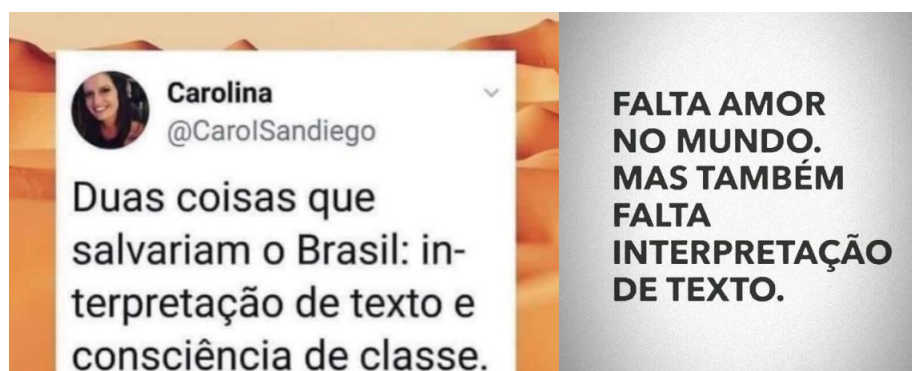 Carolina
@CarolSandiego
Duas coisas que
salvariam o Brasil: in-
terpretação de texto e
consciência de classe.
FALTA AMOR
NO MUNDO.
MAS TAMBÉM
FALTA
INTERPRETAÇÃO
DE TEXTO.